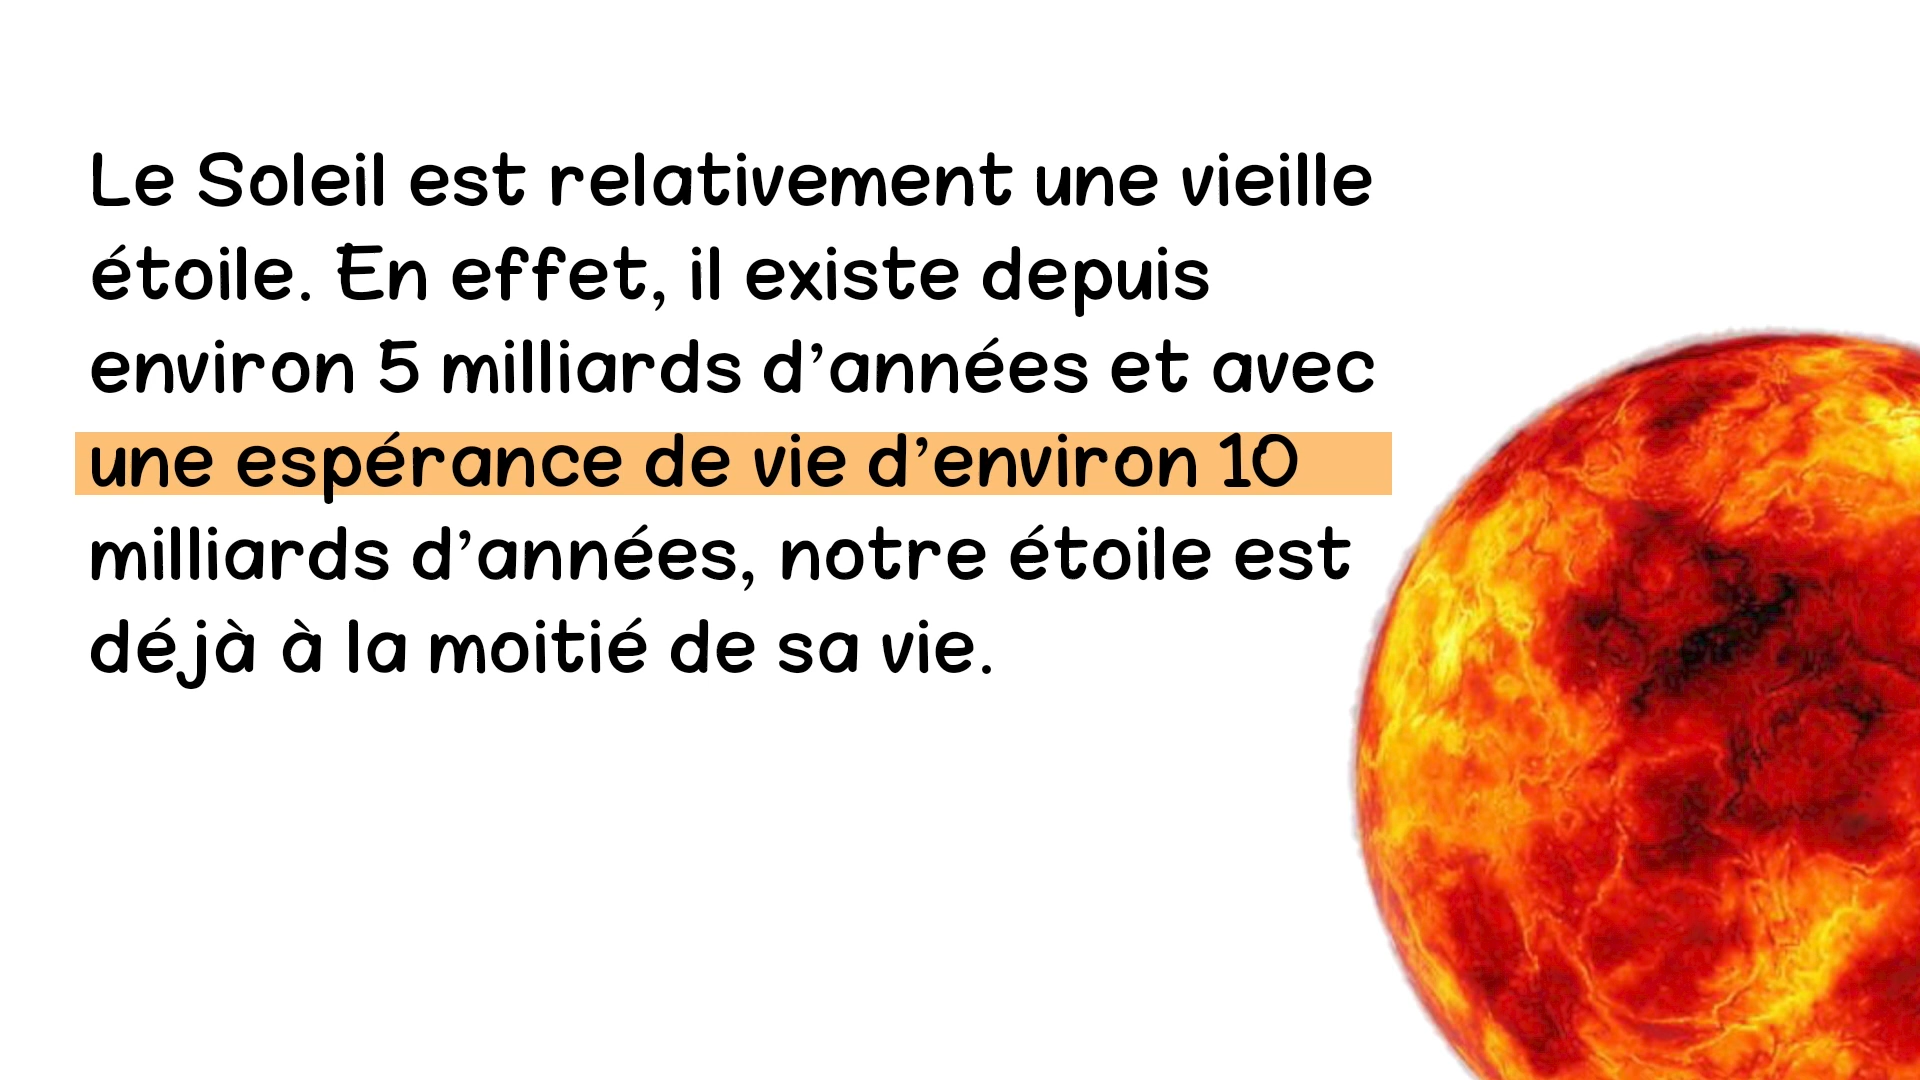 Le Soleil est relativement une vieille
étoile. En effet, il existe depuis
environ 5 milliards d’années et avec
une espérance de vie d’environ 10
milliards d’années, notre étoile est
déjà à la moitié de sa vie.